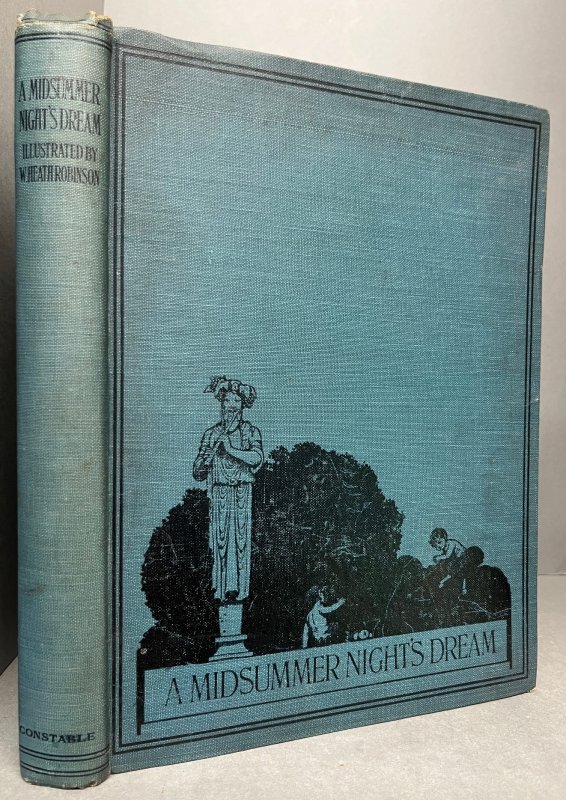 A MIDSUMMER
NIGHT'S DREAM
ILLUSTRATED BY
W. HEATH ROBINSON
CONSTABLE
A MIDSUMMER NIGHT'S DREAM